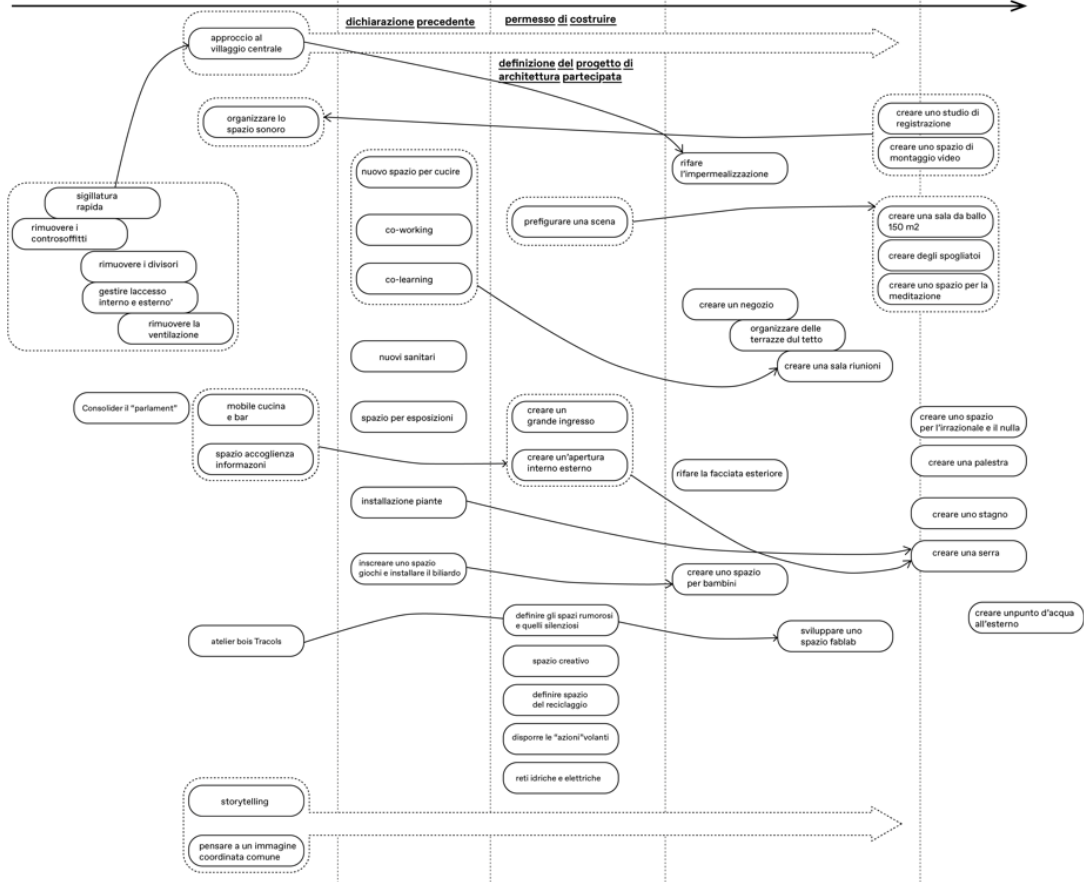 dichiarazione precedente
permesso di costruire
approccio al
villaggio centrale
definizione del progetto di
architettura partecipata
organizzare lo
spazio sonoro
creare uno studio di
registrazione
creare uno spazio di
montaggio video
rifare
l'impermealizzazione
nuovo spazio per cucire
sigillatura
rapida
rimuovere i
controsoffitti
prefigurare una scena
creare una sala da ballo
150 m2
co-working
rimuovere i divisori
creare degli spogliatoi
co-learning
gestire laccesso
interno e esterno'
creare uno spazio per la
meditazione
creare un negozio
rimuovere la
ventilazione
organizzare delle
terrazze dul tetto
nuovi sanitari
creare una sala riunioni
Consolider il "parlament"
mobile cucina
e bar
spazio per esposizioni
creare un
grande ingresso
creare uno spazio
per l'irrazionale e il nulla
spazio accoglienza
informazoni
creare un'apertura
interno esterno
rifare la facciata esteriore
creare una palestra
installazione piante
creare uno stagno
creare una serra
inscreare uno spazio
giochi e installare il biliardo
creare uno spazio
per bambini
definire gli spazi rumorosi
e quelli silenziosi
creare unpunto d'acqua
all'esterno
atelier bois Tracols
sviluppare uno
spazio fablab
spazio creativo
definire spazio
del reciclaggio
disporre le "azioni"volanti
reti idriche e elettriche
storytelling
pensare a un immagine
coordinata comune